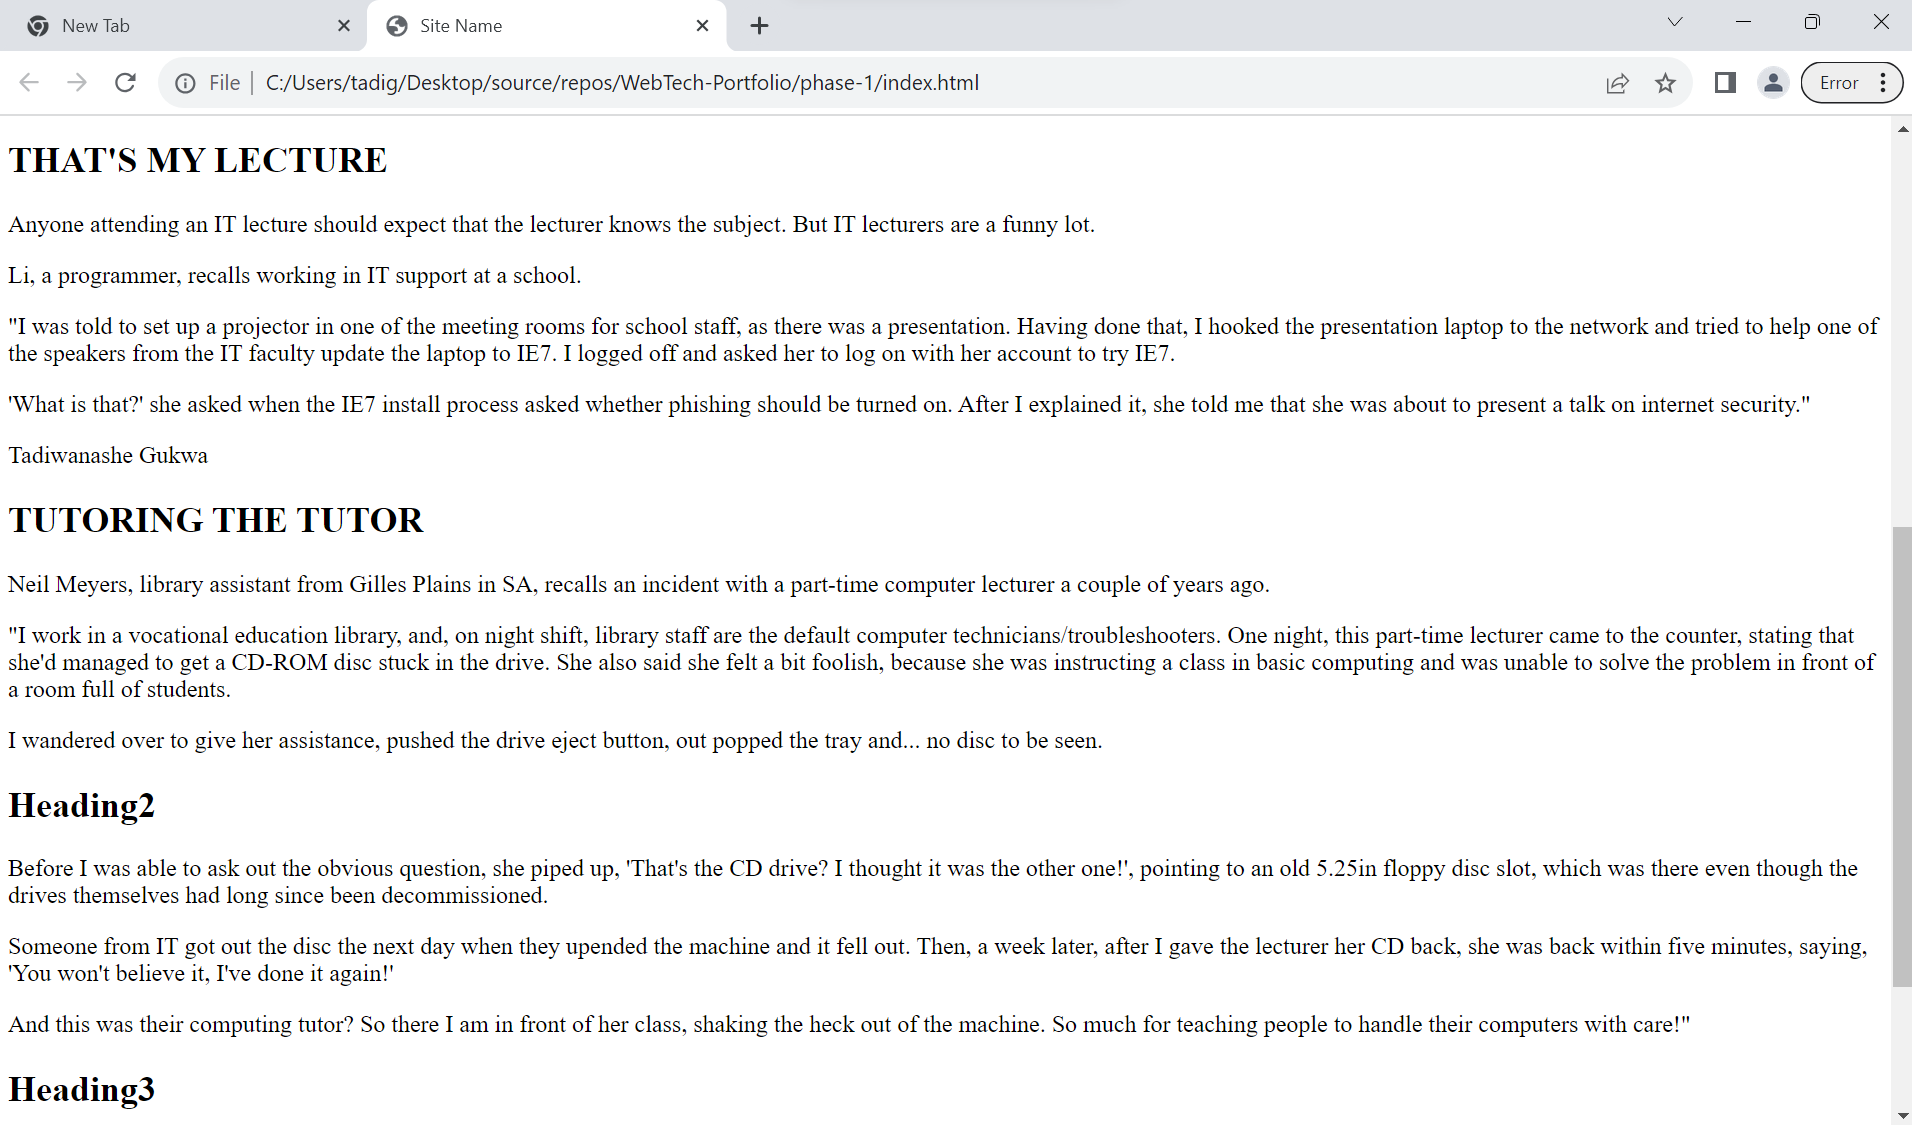 New Tab
Site Name
File
C:/Users/tadig/Desktop/source/repos/WebTech-Portfolio/phase-1/index.html
Error
THAT'S MY LECTURE
Anyone attending an IT lecture should expect that the lecturer knows the subject. But IT lecturers are a funny lot.
Li, a programmer, recalls working in IT support at a school.
"I was told to set up a projector in one of the meeting rooms for school staff, as there was a presentation. Having done that, I hooked the presentation laptop to the network and tried to help one of
the speakers from the IT faculty update the laptop to IE7. I logged off and asked her to log on with her account to try IE7.
'What is that?' she asked when the IE7 install process asked whether phishing should be turned on. After I explained it, she told me that she was about to present a talk on internet security."
Tadiwanashe Gukwa
TUTORING THE TUTOR
Neil Meyers, library assistant from Gilles Plains in SA, recalls an incident with a part-time computer lecturer a couple of years ago.
"I work in a vocational education library, and, on night shift, library staff are the default computer technicians/troubleshooters. One night, this part-time lecturer came to the counter, stating that
she'd managed to get a CD-ROM disc stuck in the drive. She also said she felt a bit foolish, because she was instructing a class in basic computing and was unable to solve the problem in front of
a room full of students.
I wandered over to give her assistance, pushed the drive eject button, out popped the tray and... no disc to be seen.
Heading2
Before I was able to ask out the obvious question, she piped up, 'That's the CD drive? I thought it was the other one!', pointing to an old 5.25in floppy disc slot, which was there even though the
drives themselves had long since been decommissioned.
Someone from IT got out the disc the next day when they upended the machine and it fell out. Then, a week later, after I gave the lecturer her CD back, she was back within five minutes, saying,
'You won't believe it, I've done it again!'
And this was their computing tutor? So there I am in front of her class, shaking the heck out of the machine. So much for teaching people to handle their computers with care!"
Heading3